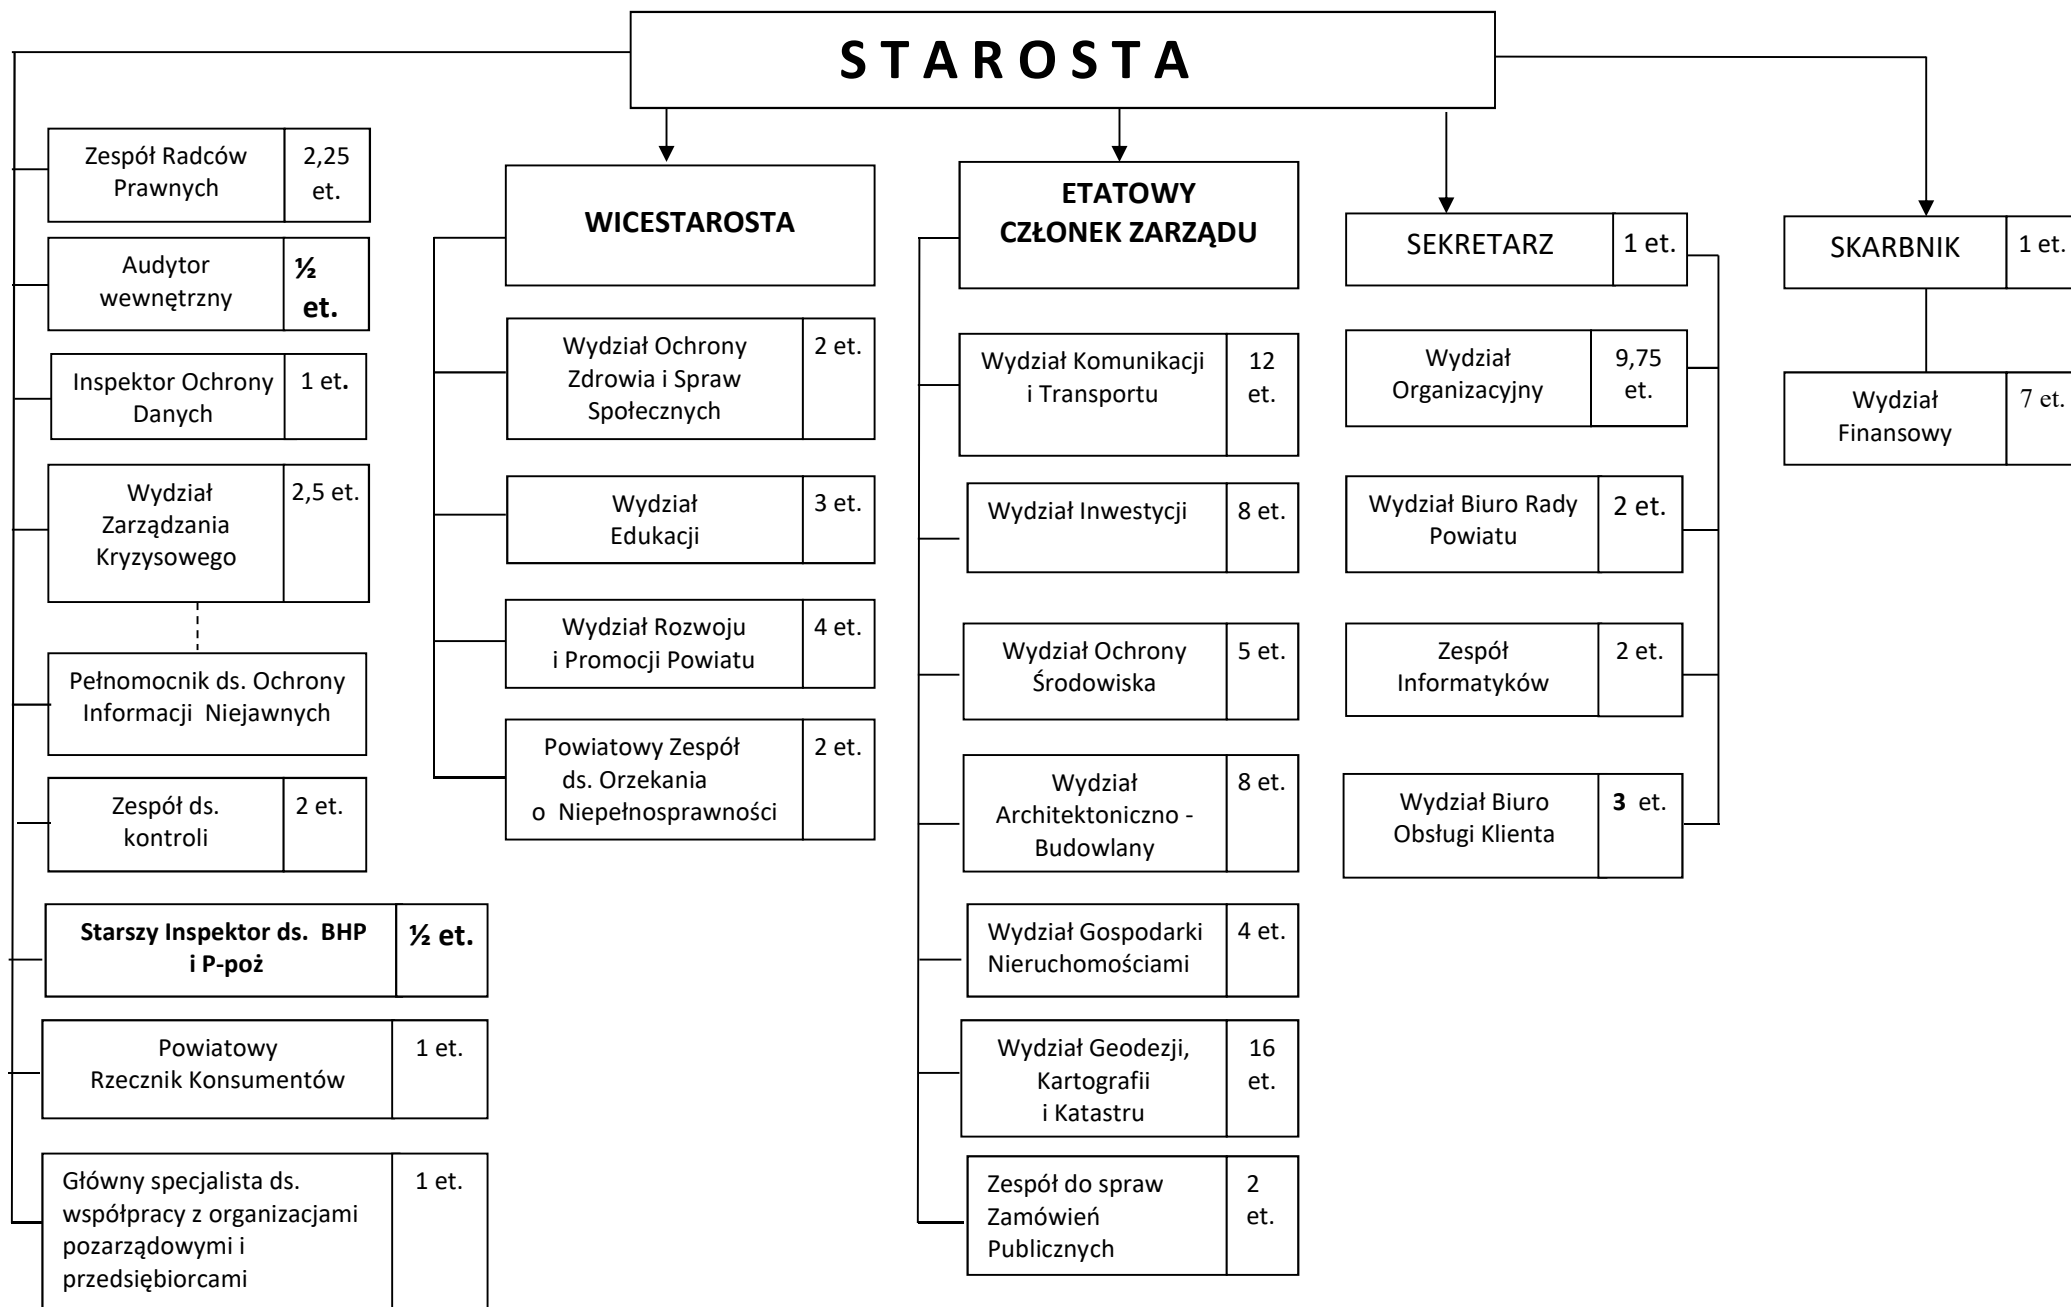 S T A R O S T A
Zespół Radców
Prawnych
2,25
et.
Audytor
wewnętrzny
½
et.
Inspektor Ochrony
Danych
1 et.
Wydział
Zarządzania
Kryzysowego
2,5 et.
Pełnomocnik ds. Ochrony
Informacji Niejawnych
Zespół ds.
kontroli
2 et.
Starszy Inspektor ds. BHP
i P-poż
½ et.
Powiatowy
Rzecznik Konsumentów
1 et.
Główny specjalista ds.
współpracy z organizacjami
pozarządowymi i
przedsiębiorcami
1 et.
WICESTAROSTA
Wydział Ochrony
Zdrowia i Spraw
Społecznych
2 et.
Wydział
Edukacji
3 et.
Wydział Rozwoju
i Promocji Powiatu
4 et.
Powiatowy Zespół
ds. Orzekania
o Niepełnosprawności
2 et.
ETATOWY
CZŁONEK ZARZĄDU
Wydział Komunikacji
i Transportu
12
et.
Wydział Inwestycji
8 et.
Wydział Ochrony
Środowiska
5 et.
Wydział
Architektoniczno -
Budowlany
8 et.
Wydział Gospodarki
Nieruchomościami
4 et.
Wydział Geodezji,
Kartografii
i Katastru
16
et.
Zespół do spraw
Zamówień
Publicznych
2
et.
SEKRETARZ
1 et.
Wydział
Organizacyjny
9,75
et.
Wydział Biuro Rady
Powiatu
2 et.
Zespół
Informatyków
2 et.
Wydział Biuro
Obsługi Klienta
3 et.
SKARBNIK
1 et.
Wydział
Finansowy
7 et.